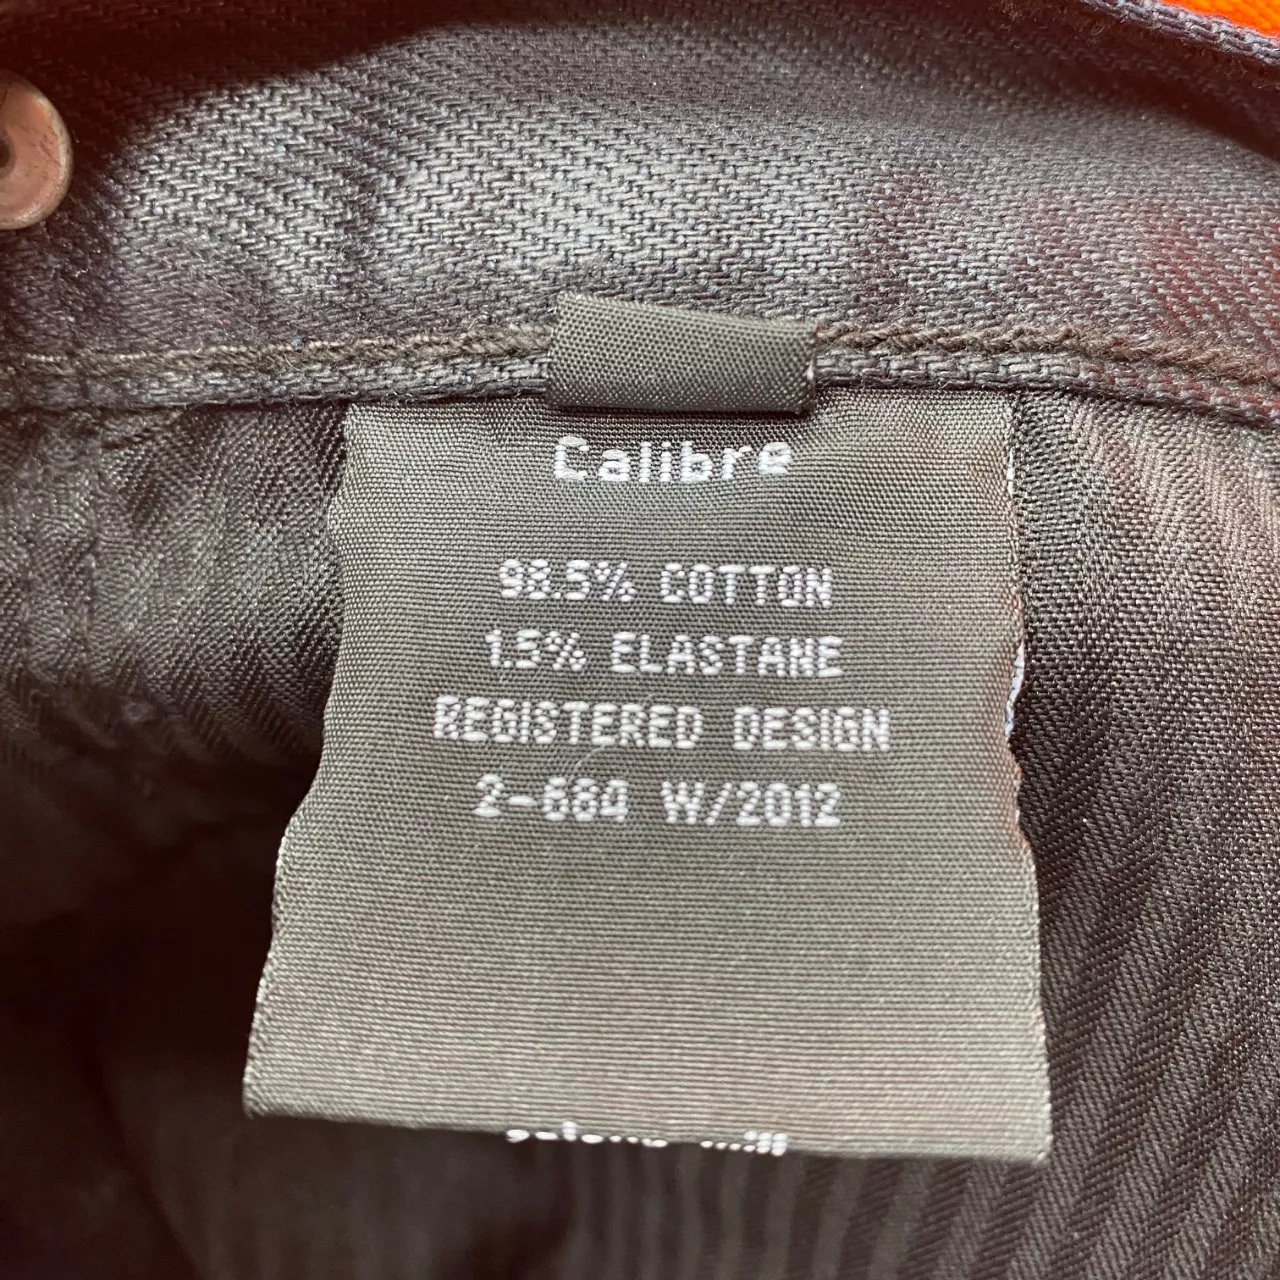 Calibre
98.5% COTTON
1.5% ELASTANE
REGISTERED DESIGN
2-684 W/2012